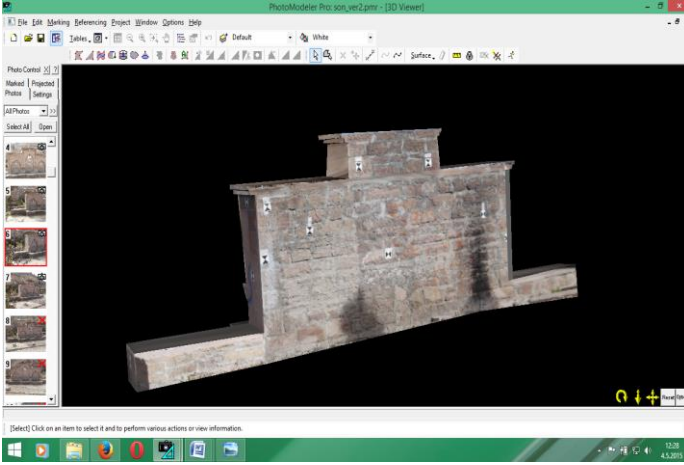 PhotoModeler Pro: son_ver2.pmr - [3D Viewer]
File Edit Marking Referencing Project Window Options Help
Tables.. Default White
Surface..
Photo Control X ?
Marked Projected
Photos Settings
All Photos >>
Select All Open
4
5
6
7
8
9
Reset
[Select] Click on an item to select it and to perform various actions or view information.
12:28
4.5.2015